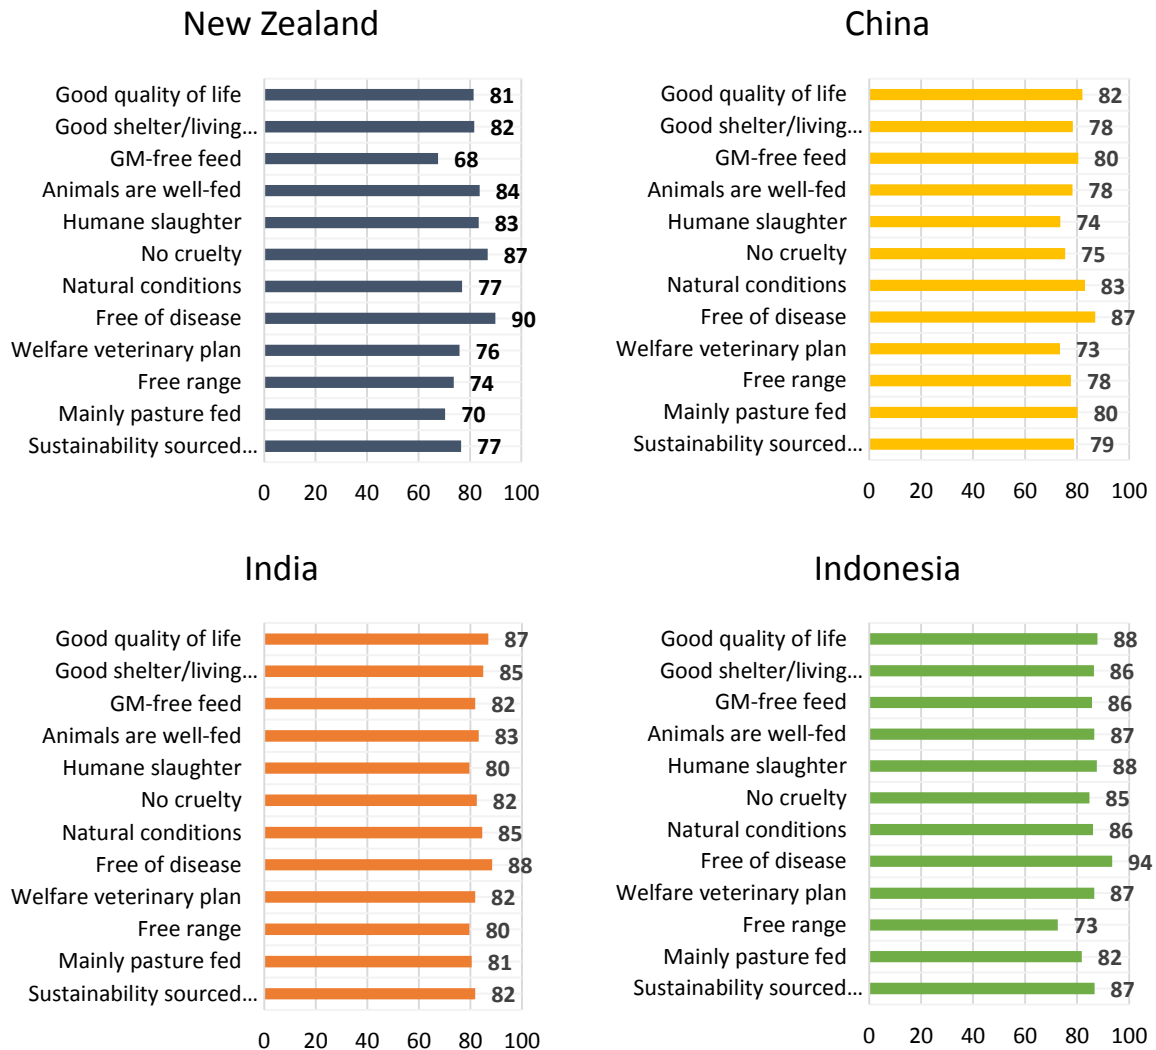 New Zealand
Good quality of life 81
Good shelter/living... 82
GM-free feed 68
Animals are well-fed 84
Humane slaughter 83
No cruelty 87
Natural conditions 77
Free of disease 90
Welfare veterinary plan 76
Free range 74
Mainly pasture fed 70
Sustainability sourced... 77
0 20 40 60 80 100
China
Good quality of life 82
Good shelter/living... 78
GM-free feed 80
Animals are well-fed 78
Humane slaughter 74
No cruelty 75
Natural conditions 83
Free of disease 87
Welfare veterinary plan 73
Free range 78
Mainly pasture fed 80
Sustainability sourced... 79
0 20 40 60 80 100
India
Good quality of life 87
Good shelter/living... 85
GM-free feed 82
Animals are well-fed 83
Humane slaughter 80
No cruelty 82
Natural conditions 85
Free of disease 88
Welfare veterinary plan 82
Free range 80
Mainly pasture fed 81
Sustainability sourced... 82
0 20 40 60 80 100
Indonesia
Good quality of life 88
Good shelter/living... 86
GM-free feed 86
Animals are well-fed 87
Humane slaughter 88
No cruelty 85
Natural conditions 86
Free of disease 94
Welfare veterinary plan 87
Free range 73
Mainly pasture fed 82
Sustainability sourced... 87
0 20 40 60 80 100